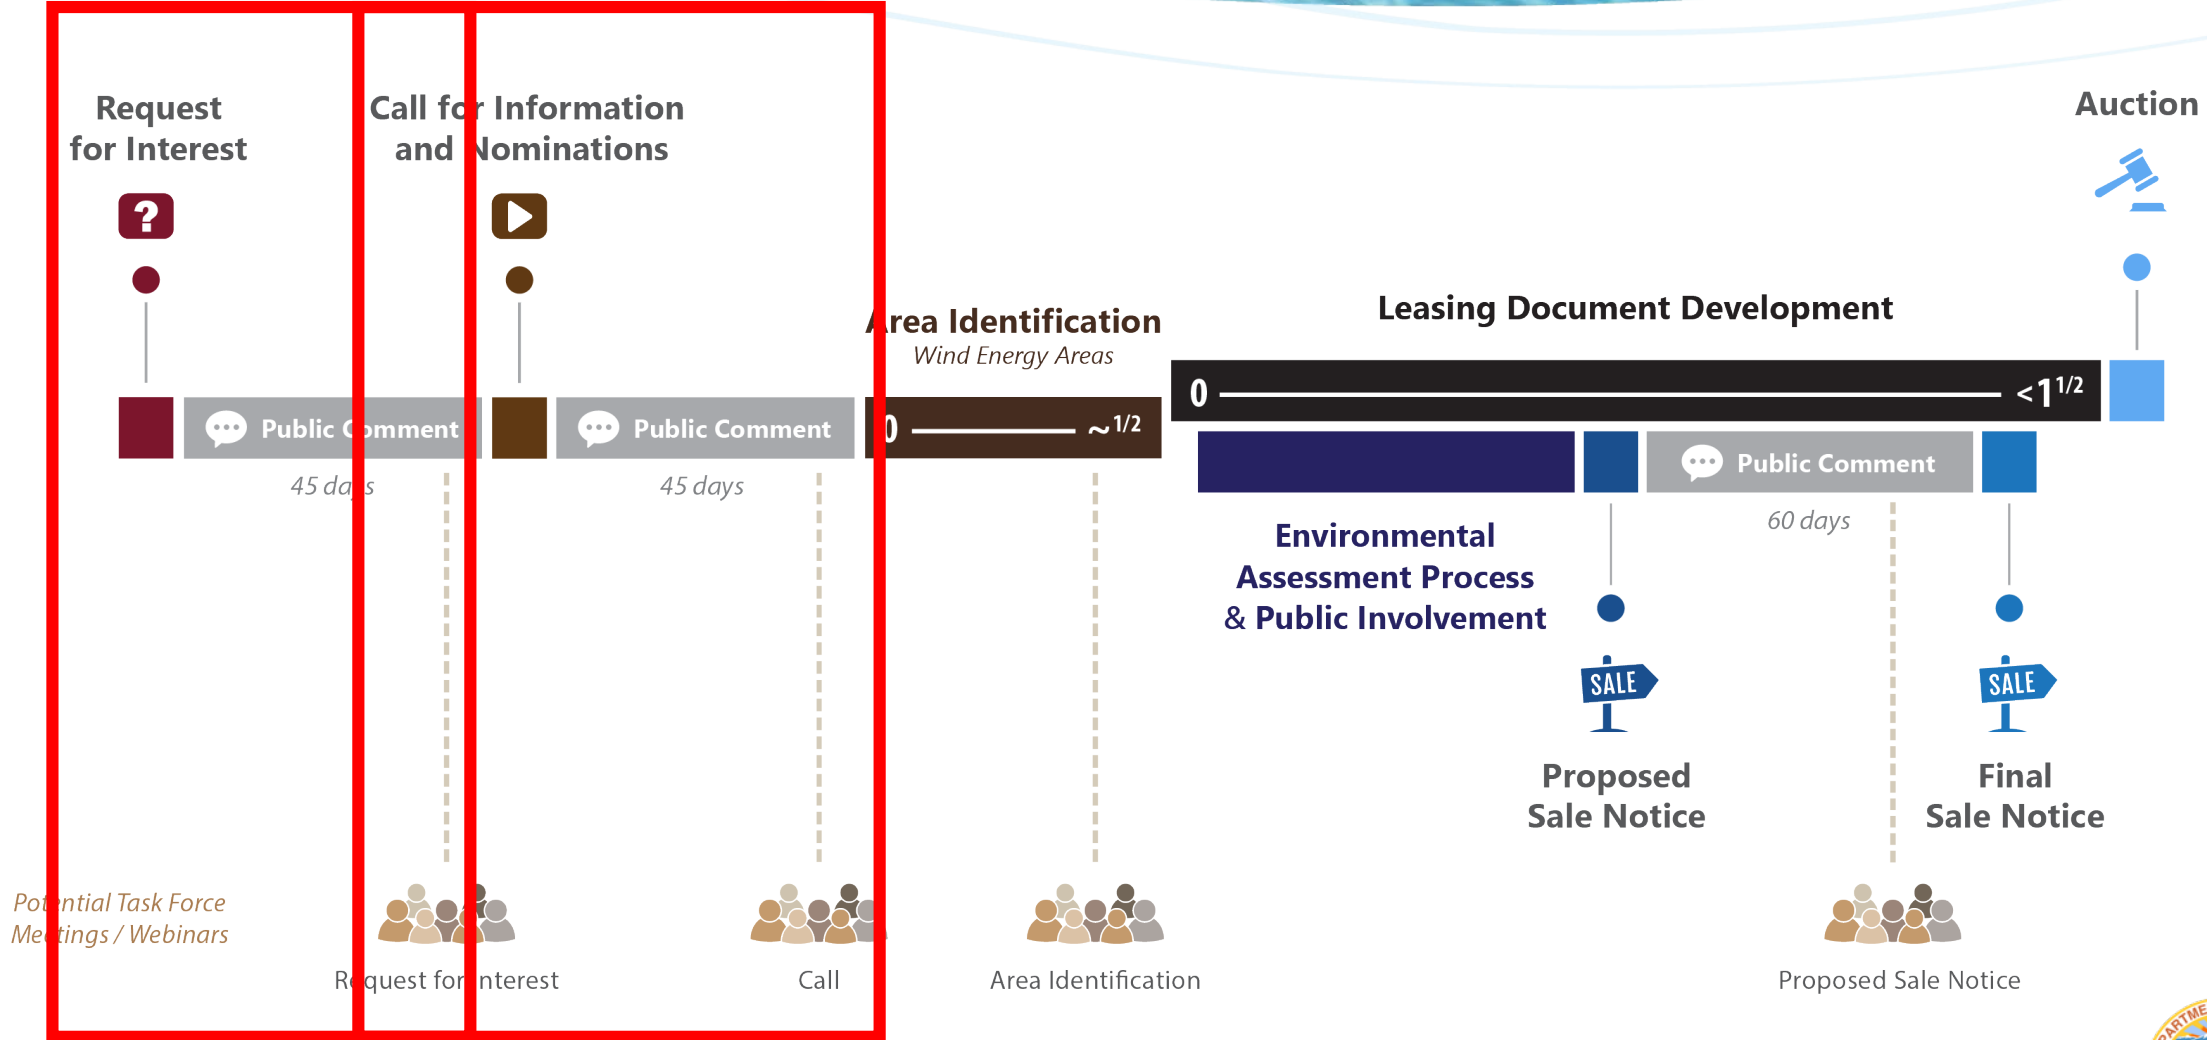 Request
for Interest
?
Call for Information
and Nominations
Auction
Area Identification
Wind Energy Areas
Leasing Document Development
Public Comment
45 days
Public Comment
45 days
0 ~1/2
0 <1 1/2
Public Comment
60 days
Environmental
Assessment Process
& Public Involvement
SALE
Proposed
Sale Notice
SALE
Final
Sale Notice
Potential Task Force
Meetings / Webinars
Request for Interest
Call
Area Identification
Proposed Sale Notice